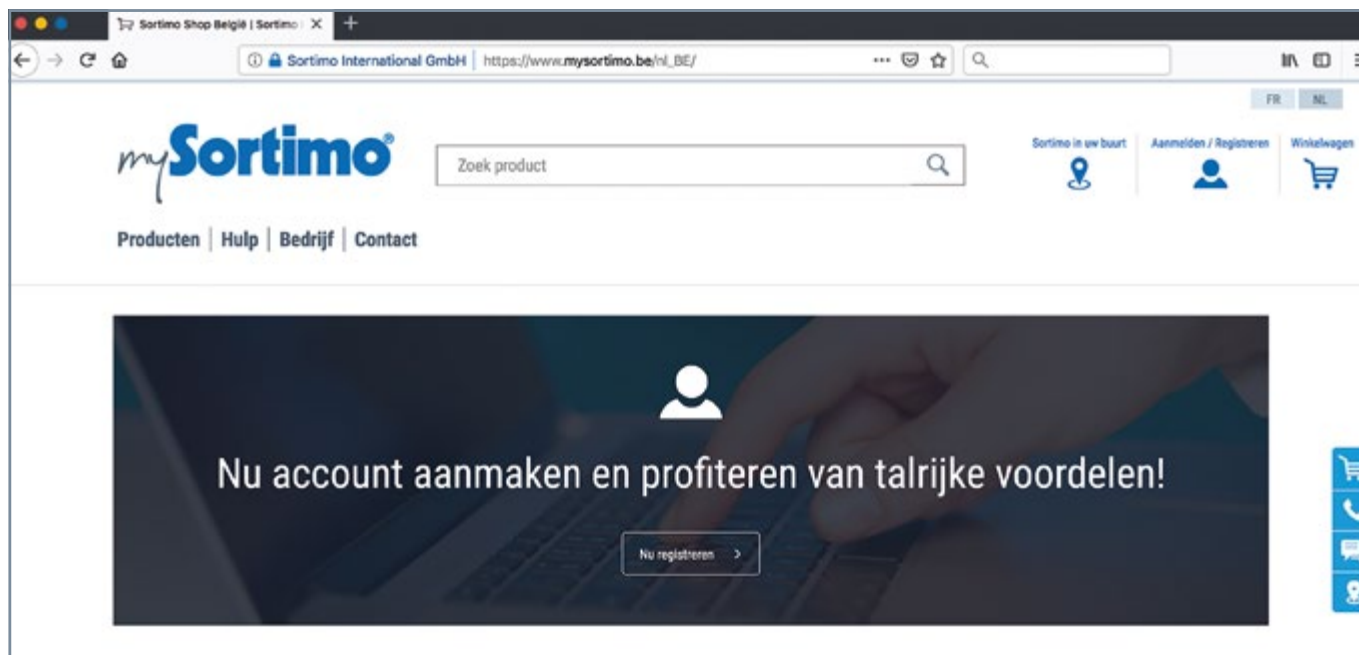 Sortimo Shop België | Sortimo
Sortimo International GmbH
https://www.mysortimo.be/nl_BE/
FR NL
mySortimo®
Zoek product
Sortimo in uw buurt
Aanmelden / Registreren
Winkelwagen
Producten | Hulp | Bedrijf | Contact
Nu account aanmaken en profiteren van talrijke voordelen!
Nu registreren >